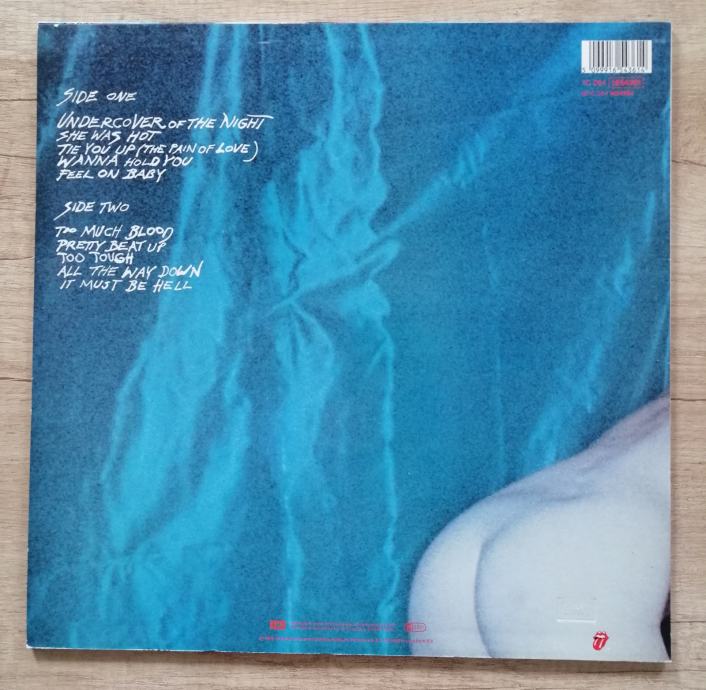 SIDE ONE
UNDERCOVER OF THE NIGHT
SHE WAS HOT
TIE YOU UP (THE PAIN OF LOVE)
WANNA HOLD YOU
FEEL ON BABY
SIDE TWO
TOO MUCH BLOOD
PRETTY BEAT UP
TOO TOUGH
ALL THE WAY DOWN
IT MUST BE HELL